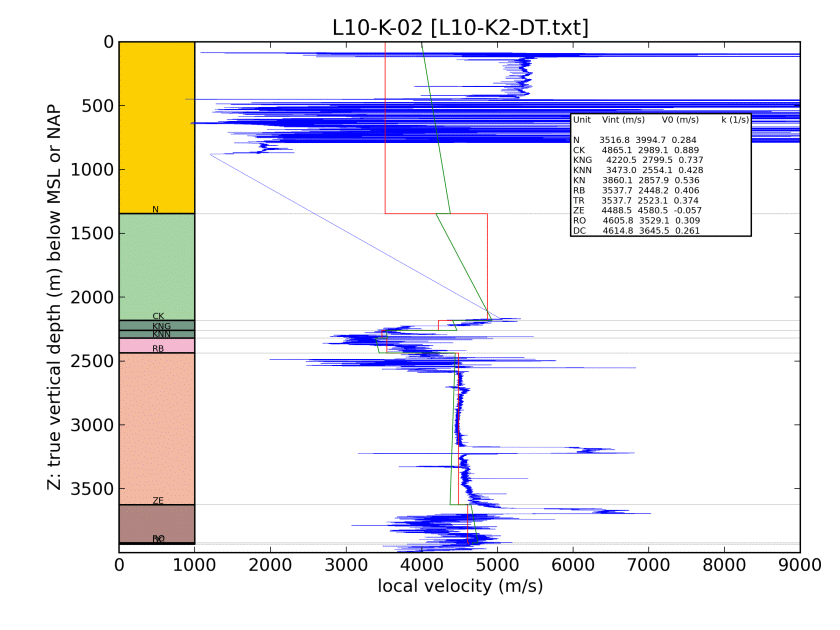 L10-K-02 [L10-K2-DT.txt]
0
500
1000
1500
2000
2500
3000
3500
Z: true vertical depth (m) below MSL or NAP
N
CK
KNG
KNN
RB
ZE
Unit Vint (m/s) V0 (m/s) k (1/s)
N 3516.8 3994.7 0.284
CK 4865.1 2989.1 0.889
KNG 4220.5 2799.5 0.737
KNN 3473.0 2554.1 0.428
KN 3860.1 2857.9 0.536
RB 3537.7 2448.2 0.406
TR 3537.7 2523.1 0.374
ZE 4488.5 4580.5 -0.057
RO 4605.8 3529.1 0.309
DC 4614.8 3645.5 0.261
0 1000 2000 3000 4000 5000 6000 7000 8000 9000
local velocity (m/s)